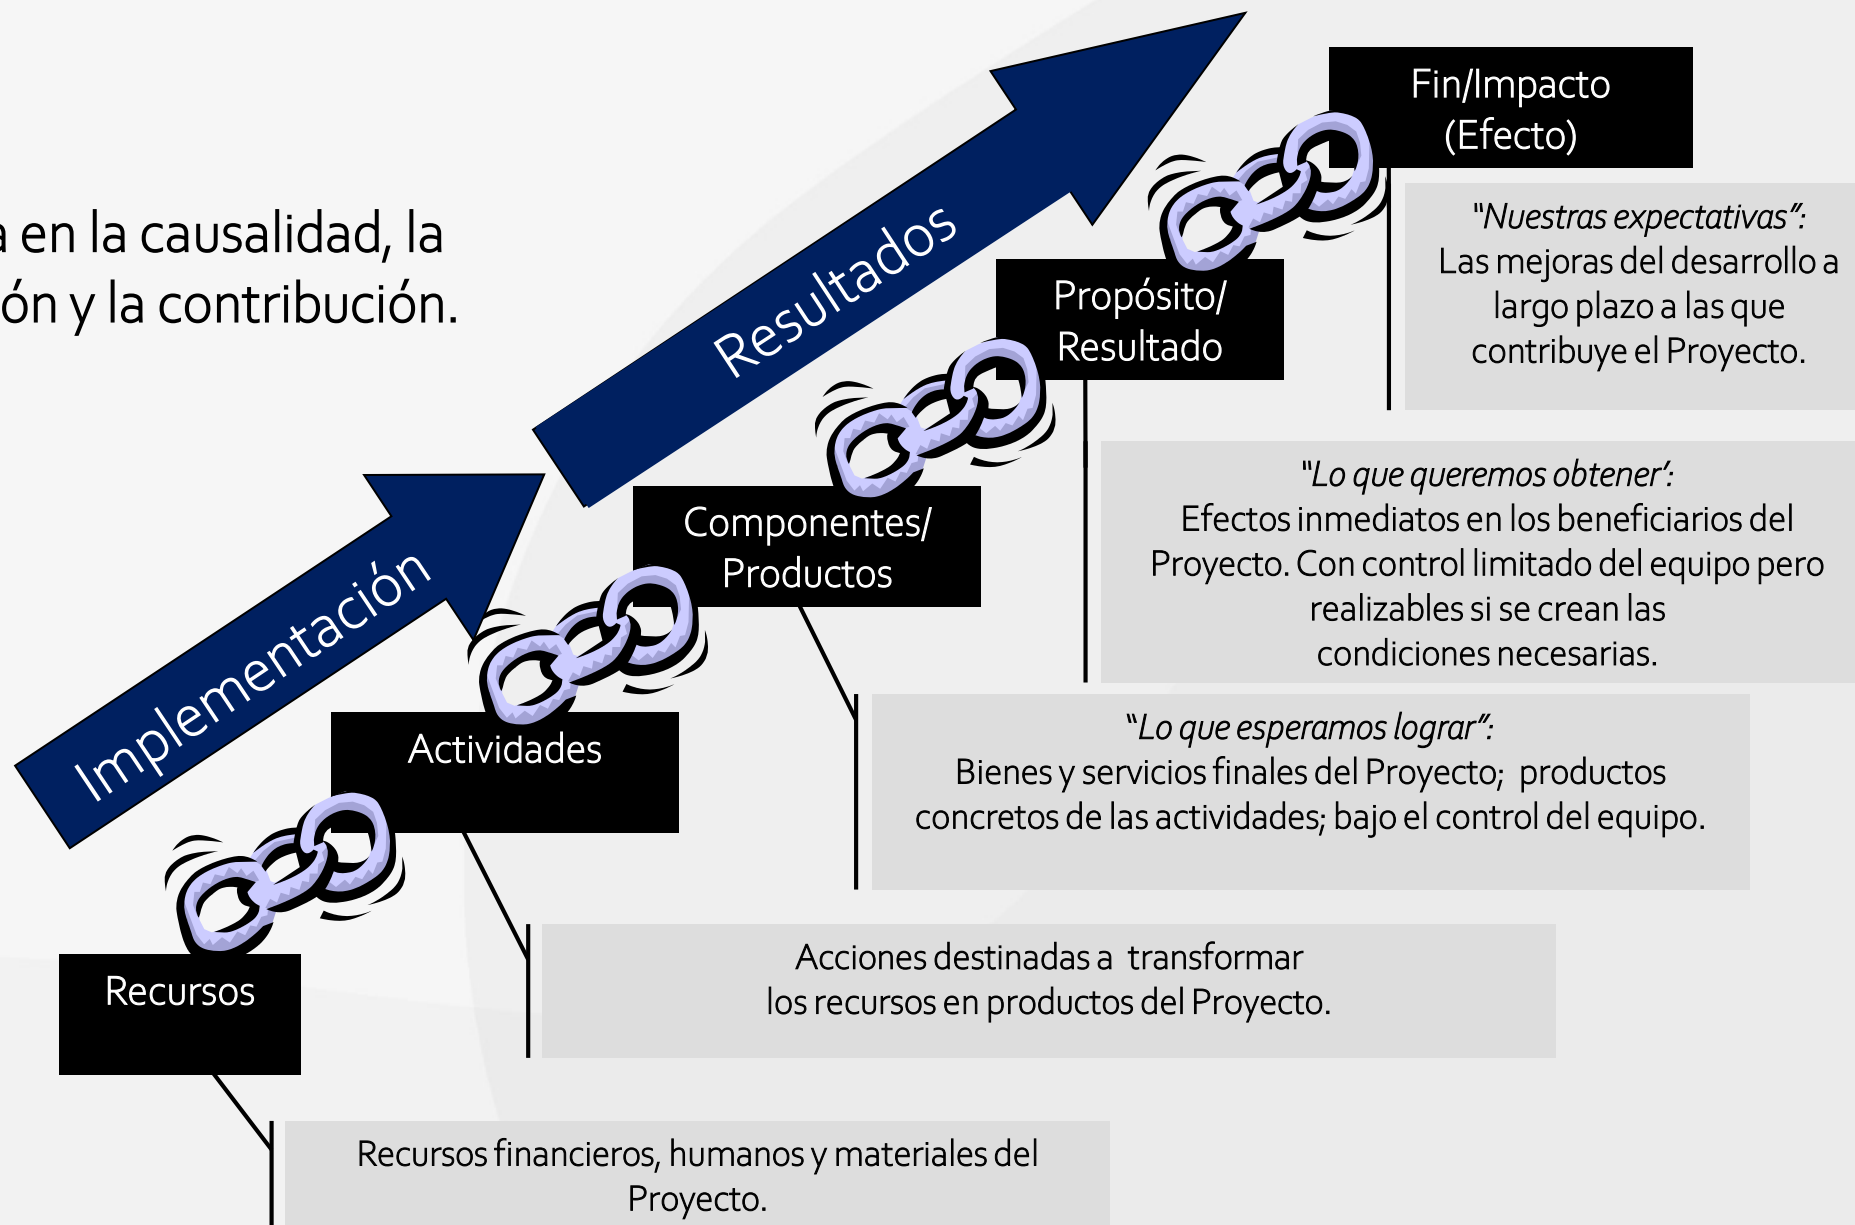 en la causalidad, la
ón y la contribución.
Implementación
Resultados
Fin/Impacto
(Efecto)
"Nuestras expectativas":
Las mejoras del desarrollo a
largo plazo a las que
contribuye el Proyecto.
Propósito/
Resultado
"Lo que queremos obtener':
Efectos inmediatos en los beneficiarios del
Proyecto. Con control limitado del equipo pero
realizables si se crean las
condiciones necesarias.
Componentes/
Productos
"Lo que esperamos lograr":
Bienes y servicios finales del Proyecto; productos
concretos de las actividades; bajo el control del equipo.
Actividades
Acciones destinadas a transformar
los recursos en productos del Proyecto.
Recursos
Recursos financieros, humanos y materiales del
Proyecto.